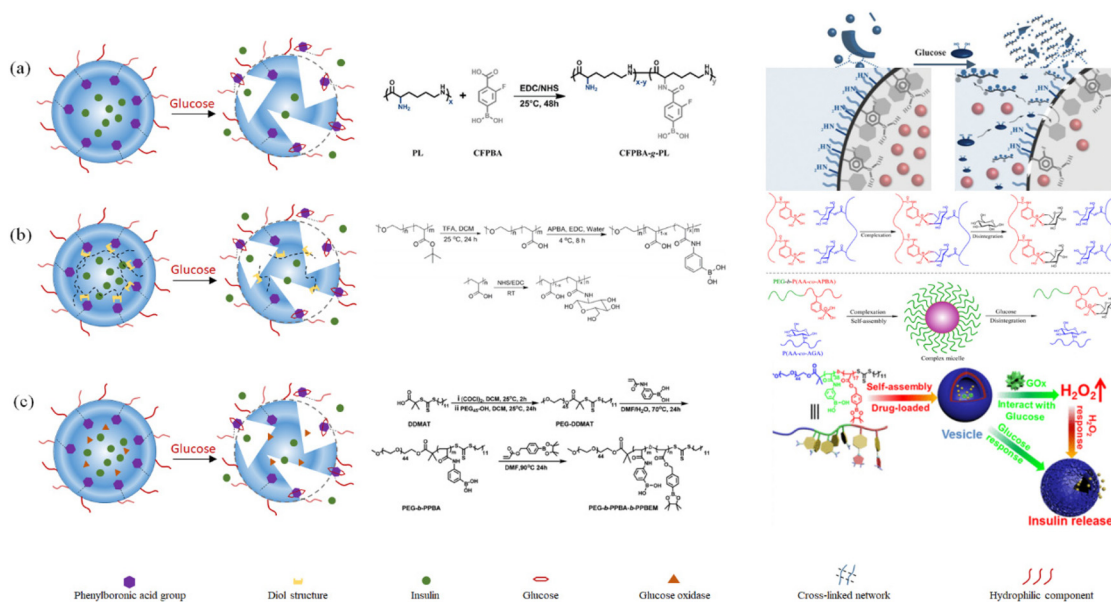 (a)
Glucose
PL
+
CFPBA
EDC/NHS
25°C, 48h
CFPBA-g-PL
Glucose
(b)
Glucose
TFA, DCM
25 °C, 24 h
APBA, EDC, Water
4 °C, 8 h
NHS/EDC
RT
Complexation
Disintegration
PEG-b-P(AA-co-APBA)
P(AA-co-AGA)
Complexation
Self-assembly
Complex micelle
Glucose
Disintegration
(c)
Glucose
DDMAT
i (COCl)2, DCM, 25°C, 2h
ii PEG45-OH, DCM, 25°C, 24h
PEG-DDMAT
DMF/H2O, 70°C, 24h
PEG-b-PPBA
DMF,90°C 24h
PEG-b-PPBA-b-PPBEM
Self-assembly
Drug-loaded
Vesicle
GOx
Interact with
Glucose
H2O2
H2O2
response
Glucose
response
Insulin release
Phenylboronic acid group
Diol structure
Insulin
Glucose
Glucose oxidase
Cross-linked network
Hydrophilic component